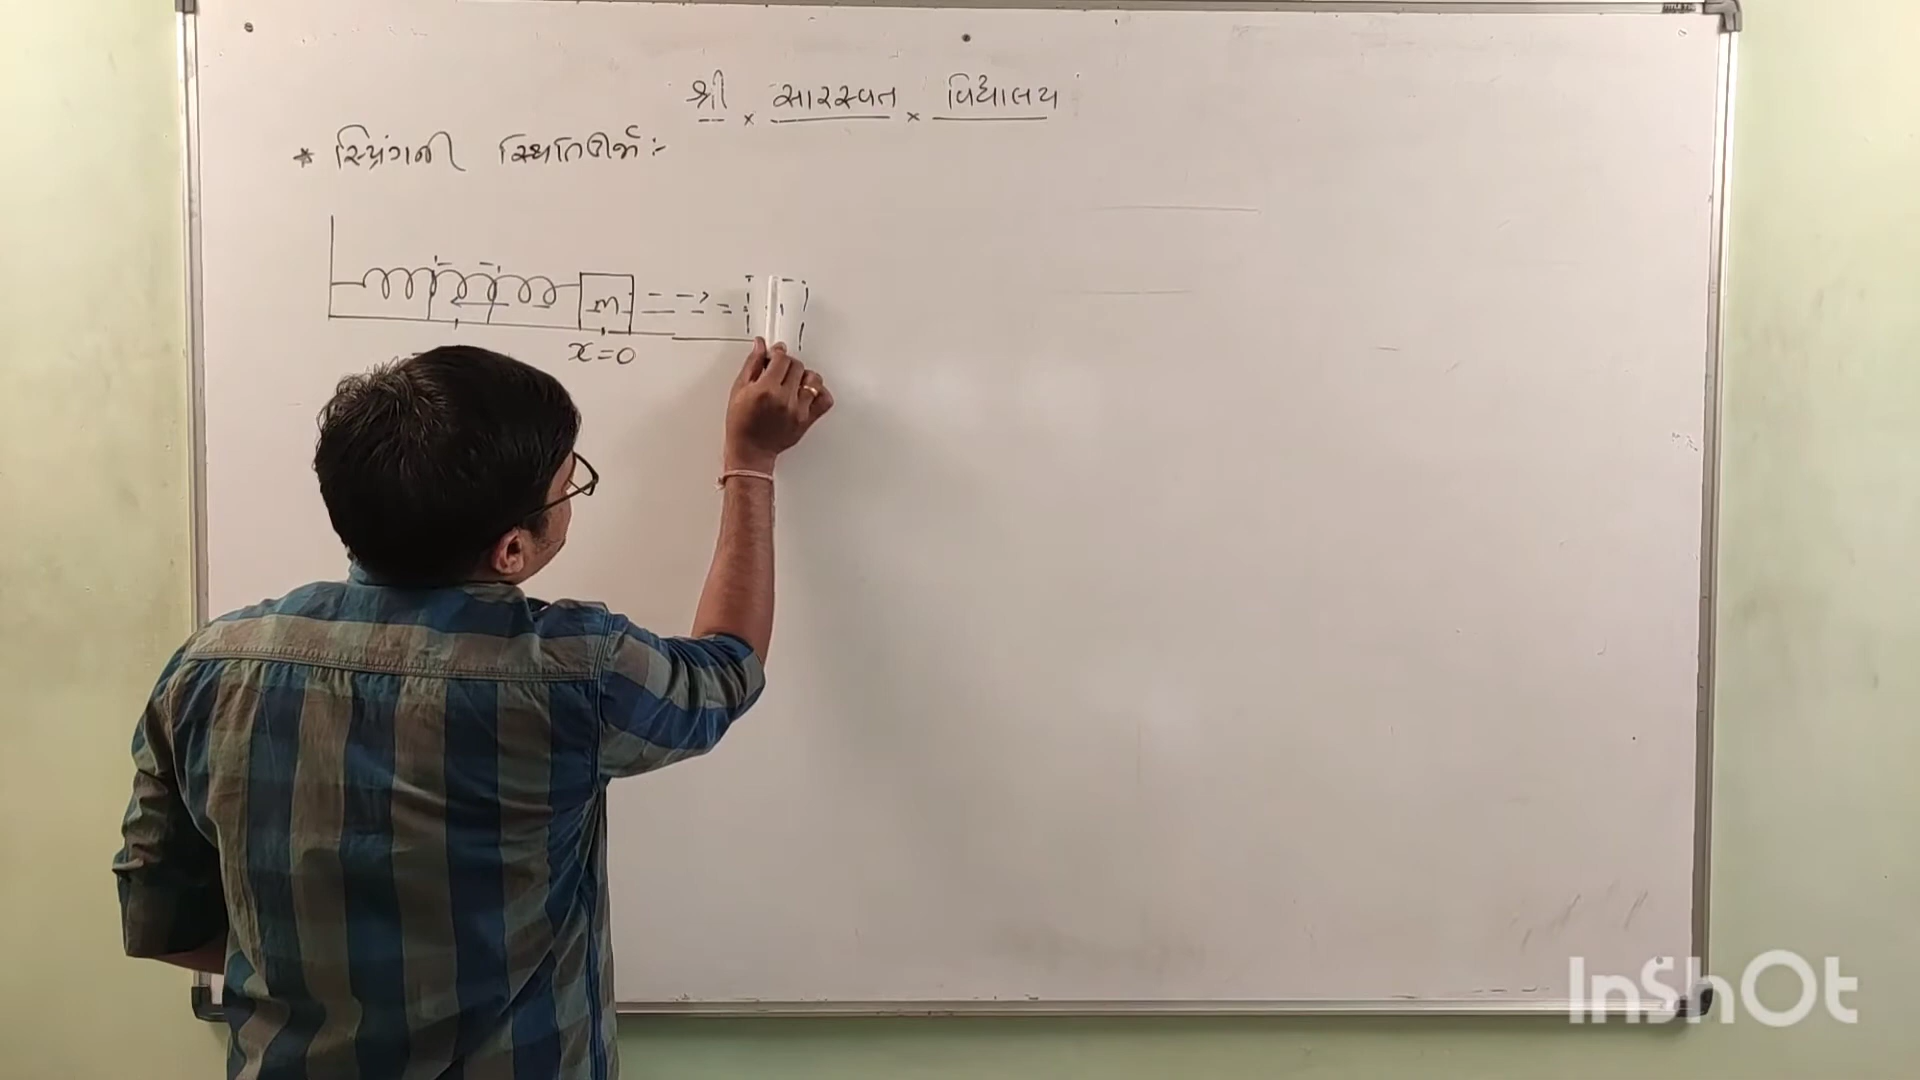 શ્રી × સારસ્વત × વિદ્યાલય
* સ્પ્રિંગની સ્થિતિઊર્જા :-
m
x=0
InShOt